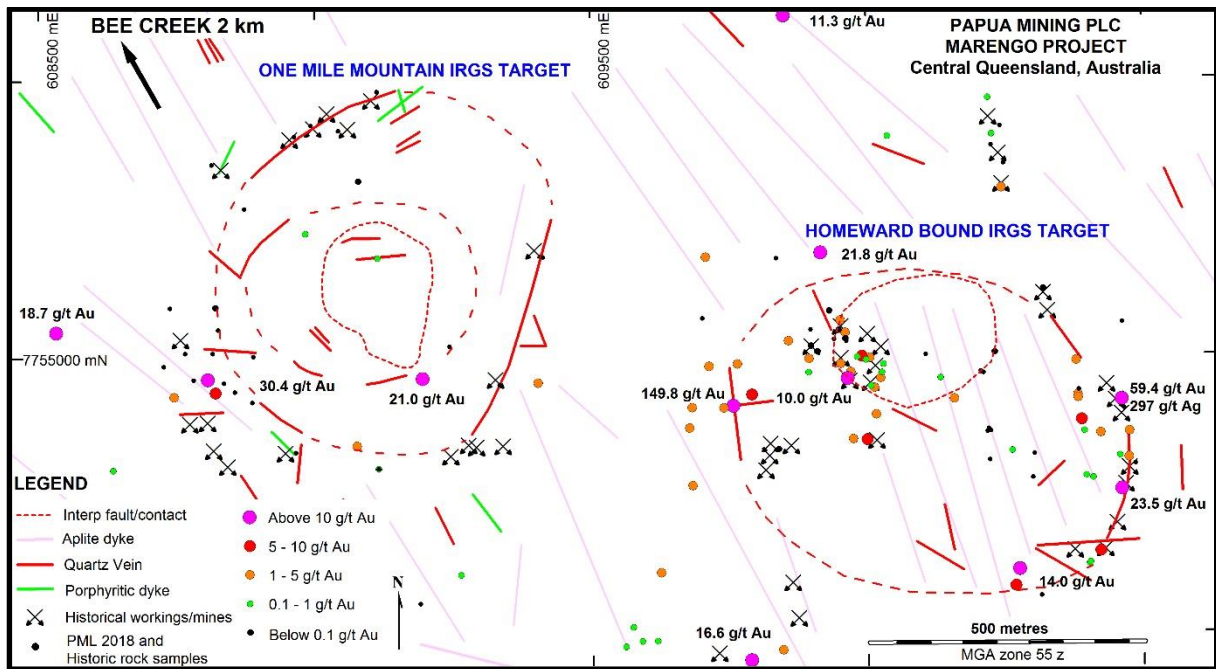 BEE CREEK 2 km
608500 mE
609500 mE
11.3 g/t Au
PAPUA MINING PLC
MARENGO PROJECT
Central Queensland, Australia
ONE MILE MOUNTAIN IRGS TARGET
HOMEWARD BOUND IRGS TARGET
21.8 g/t Au
18.7 g/t Au
7755000 mN
30.4 g/t Au
21.0 g/t Au
149.8 g/t Au
10.0 g/t Au
59.4 g/t Au
297 g/t Ag
23.5 g/t Au
14.0 g/t Au
16.6 g/t Au
LEGEND
Interp fault/contact
Aplite dyke
Quartz Vein
Porphyritic dyke
Historical workings/mines
PML 2018 and
Historic rock samples
Above 10 g/t Au
5 - 10 g/t Au
1 - 5 g/t Au
0.1 - 1 g/t Au
Below 0.1 g/t Au
N
500 metres
MGA zone 55 z